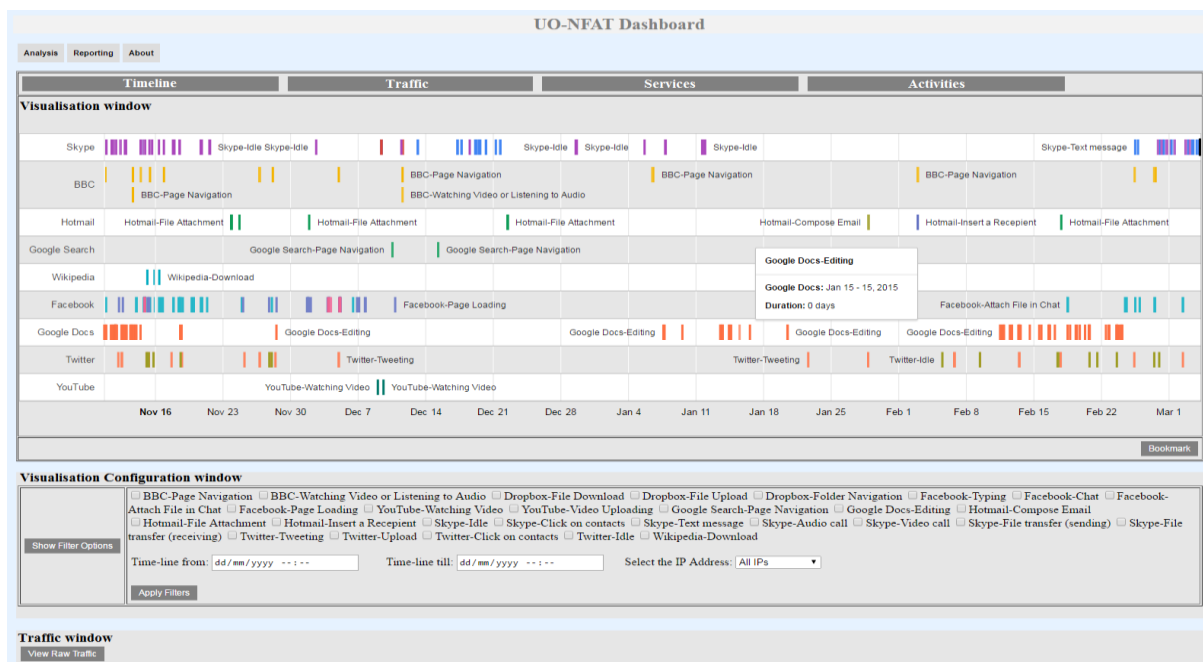 UO-NFAT Dashboard
Analysis Reporting About
Timeline Traffic Services Activities
Visualisation window
Skype Skype-Idle Skype-Idle Skype-Idle Skype-Idle Skype-Idle Skype-Text message
BBC BBC-Page Navigation BBC-Page Navigation BBC-Page Navigation
BBC-Page Navigation BBC-Watching Video or Listening to Audio
Hotmail Hotmail-File Attachment Hotmail-File Attachment Hotmail-File Attachment Hotmail-Compose Email Hotmail-Insert a Recepient Hotmail-File Attachment
Google Search Google Search-Page Navigation Google Search-Page Navigation
Google Docs-Editing
Wikipedia Wikipedia-Download
Google Docs: Jan 15 - 15, 2015
Duration: 0 days
Facebook Facebook-Page Loading Facebook-Attach File in Chat
Google Docs Google Docs-Editing Google Docs-Editing Google Docs-Editing Google Docs-Editing
Twitter Twitter-Tweeting Twitter-Tweeting Twitter-Idle
YouTube YouTube-Watching Video YouTube-Watching Video
Nov 16 Nov 23 Nov 30 Dec 7 Dec 14 Dec 21 Dec 28 Jan 4 Jan 11 Jan 18 Jan 25 Feb 1 Feb 8 Feb 15 Feb 22 Mar 1
Bookmark
Visualisation Configuration window
BBC-Page Navigation BBC-Watching Video or Listening to Audio Dropbox-File Download Dropbox-File Upload Dropbox-Folder Navigation Facebook-Typing Facebook-Chat Facebook-
Attach File in Chat Facebook-Page Loading YouTube-Watching Video YouTube-Video Uploading Google Search-Page Navigation Google Docs-Editing Hotmail-Compose Email
Hotmail-File Attachment Hotmail-Insert a Recepient Skype-Idle Skype-Click on contacts Skype-Text message Skype-Audio call Skype-Video call Skype-File transfer (sending) Skype-File
transfer (receiving) Twitter-Tweeting Twitter-Upload Twitter-Click on contacts Twitter-Idle Wikipedia-Download
Show Filter Options
Time-line from: dd/mm/yyyy --:-- Time-line till: dd/mm/yyyy --:-- Select the IP Address: All IPs
Apply Filters
Traffic window
View Raw Traffic